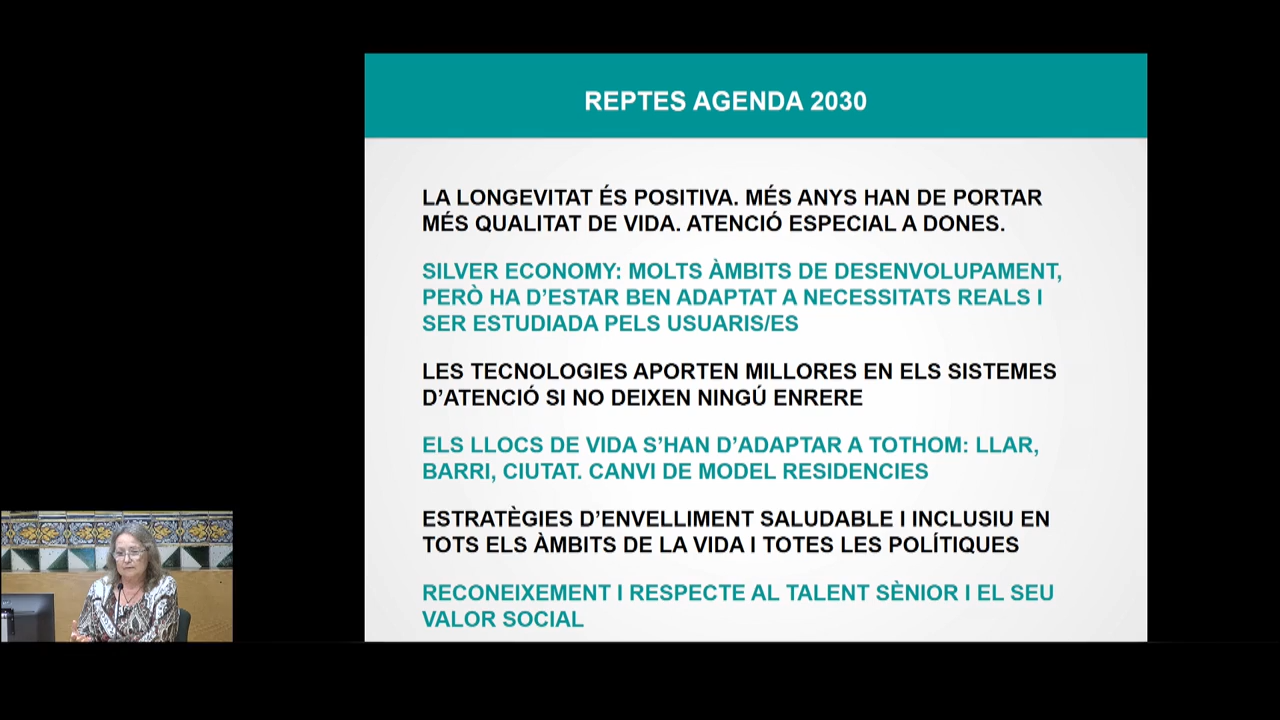 REPTES AGENDA 2030
LA LONGEVITAT ÉS POSITIVA. MÉS ANYS HAN DE PORTAR
MÉS QUALITAT DE VIDA. ATENCIÓ ESPECIAL A DONES.
SILVER ECONOMY: MOLTS ÀMBITS DE DESENVOLUPAMENT,
PERÒ HA D’ESTAR BEN ADAPTAT A NECESSITATS REALS I
SER ESTUDIADA PELS USUARIS/ES
LES TECNOLOGIES APORTEN MILLORES EN ELS SISTEMES
D’ATENCIÓ SI NO DEIXEN NINGÚ ENRERE
ELS LLOCS DE VIDA S’HAN D’ADAPTAR A TOTHOM: LLAR,
BARRI, CIUTAT. CANVI DE MODEL RESIDENCIES
ESTRATÈGIES D’ENVELLIMENT SALUDABLE I INCLUSIU EN
TOTS ELS ÀMBITS DE LA VIDA I TOTES LES POLÍTIQUES
RECONEIXEMENT I RESPECTE AL TALENT SÈNIOR I EL SEU
VALOR SOCIAL